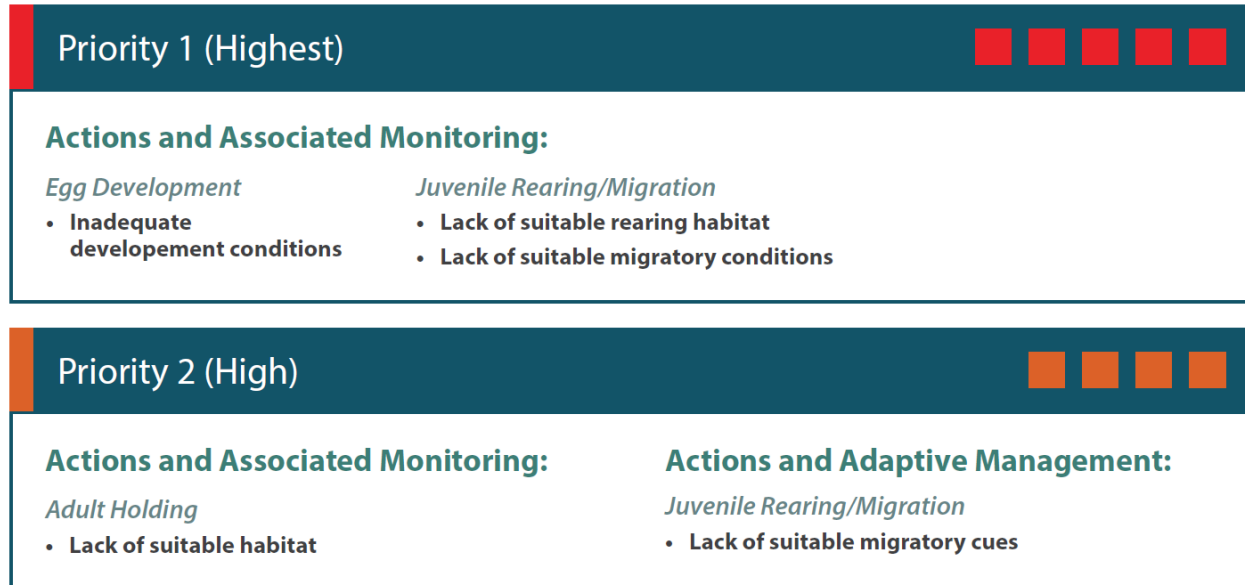 Priority 1 (Highest)
Actions and Associated Monitoring:
Egg Development
• Inadequate
developement conditions
Juvenile Rearing/Migration
• Lack of suitable rearing habitat
• Lack of suitable migratory conditions
Priority 2 (High)
Actions and Associated Monitoring:
Adult Holding
• Lack of suitable habitat
Actions and Adaptive Management:
Juvenile Rearing/Migration
• Lack of suitable migratory cues